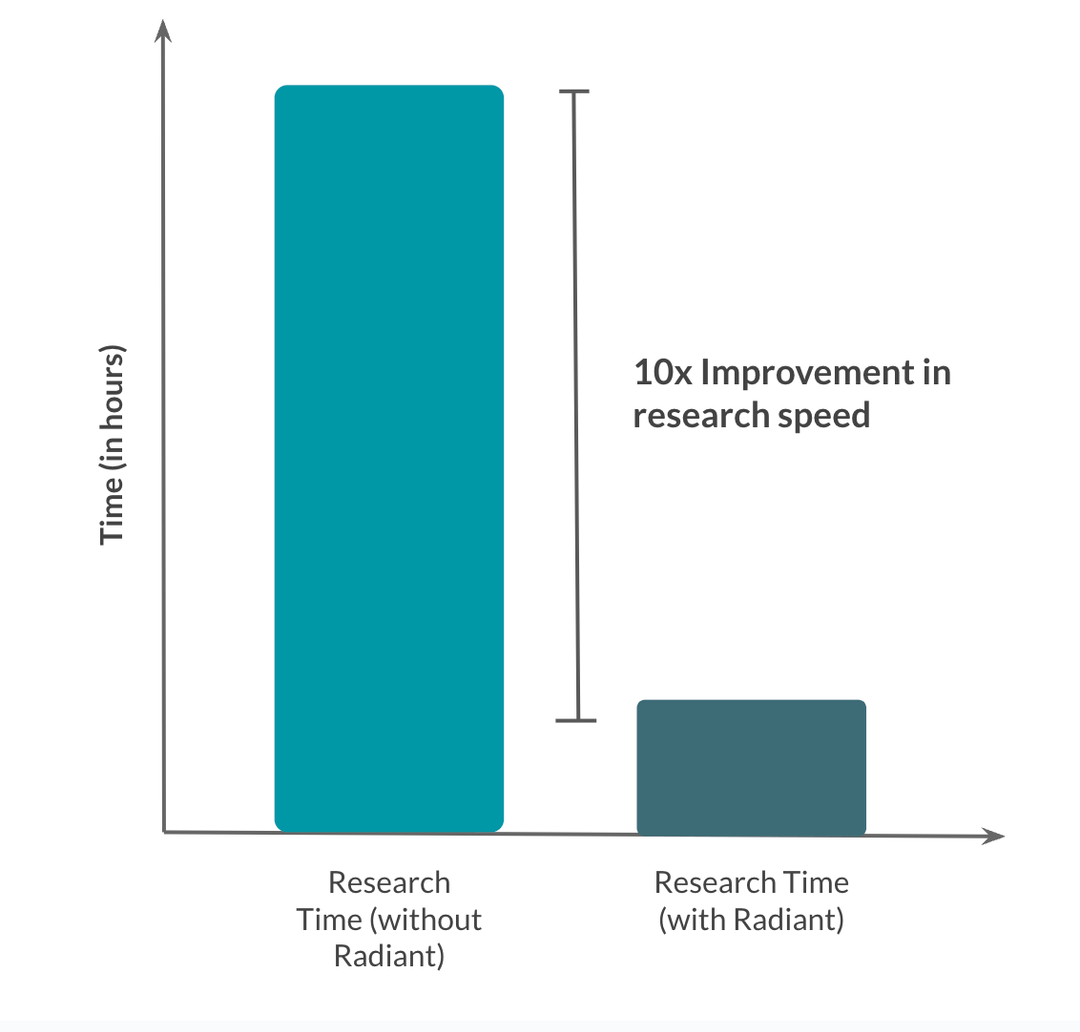 Time (in hours)
10x Improvement in
research speed
Research
Time (without
Radiant)
Research Time
(with Radiant)